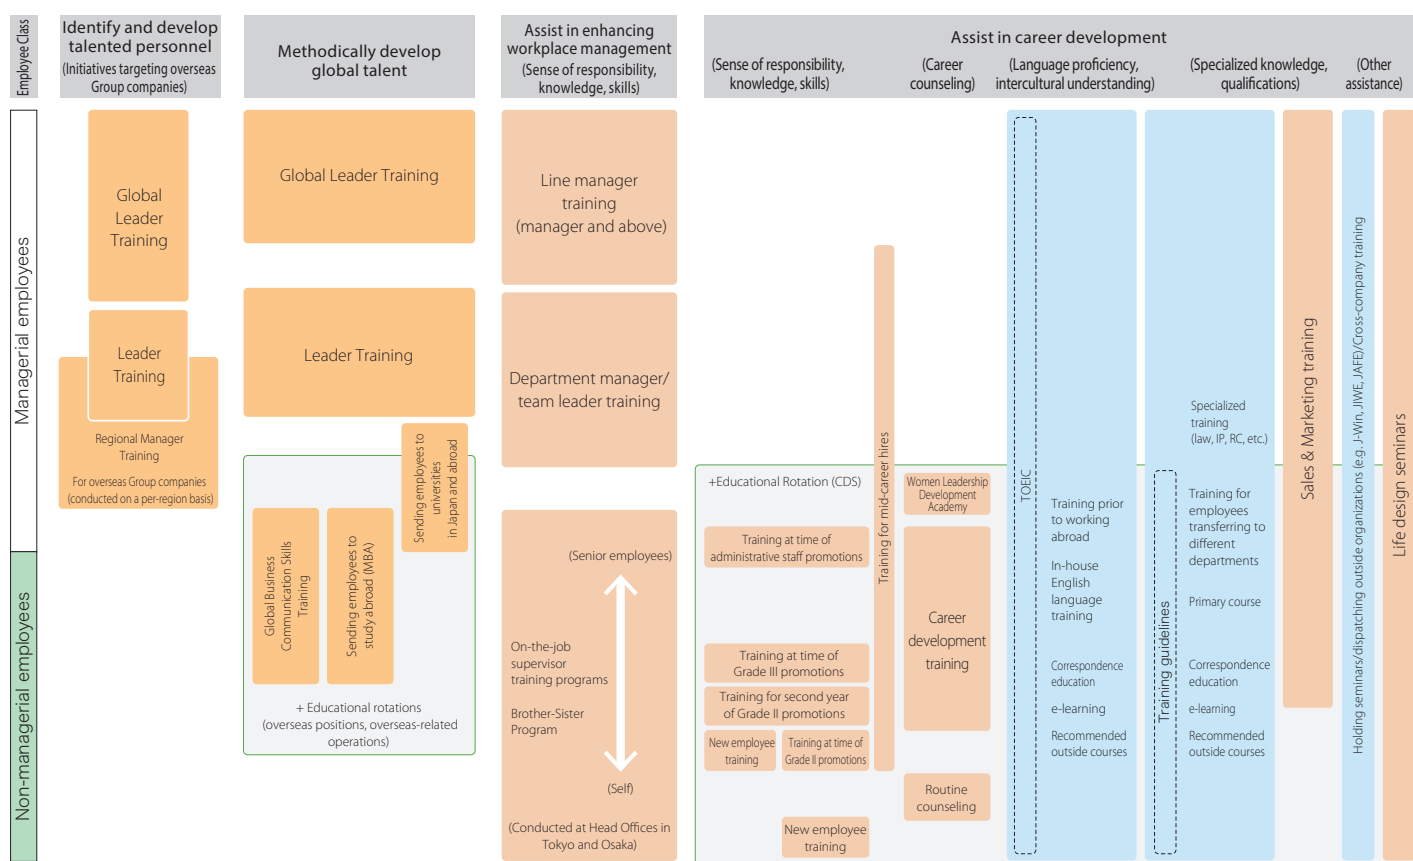 Employee Class
Identify and develop
talented personnel
(Initiatives targeting overseas
Group companies)
Methodically develop
global talent
Assist in enhancing
workplace management
(Sense of responsibility,
knowledge, skills)
Assist in career development
(Sense of responsibility,
knowledge, skills)
(Career
counseling)
(Language proficiency,
intercultural understanding)
(Specialized knowledge,
qualifications)
(Other
assistance)
Managerial employees
Non-managerial employees
Global
Leader
Training
Leader
Training
Regional Manager
Training
For overseas Group companies
(conducted on a per-region basis)
Global Leader Training
Leader Training
Sending employees to
universities
in Japan and abroad
Global Business
Communication Skills
Training
Sending employees to
study abroad (MBA)
+ Educational rotations
(overseas positions, overseas-related
operations)
Line manager
training
(manager and above)
Department manager/
team leader training
(Senior employees)
On-the-job
supervisor
training programs
Brother-Sister
Program
(Self)
(Conducted at Head Offices in
Tokyo and Osaka)
+Educational Rotation (CDS)
Training at time of
administrative staff promotions
Training at time of
Grade III promotions
Training for second year
of Grade II promotions
New employee
training
Training at time of
Grade II promotions
New employee
training
Training for mid-career hires
Women Leadership
Development
Academy
Career
development
training
Routine
counseling
TOEIC
Training prior
to working
abroad
In-house
English
language
training
Correspondence
education
e-learning
Recommended
outside courses
Training guidelines
Specialized
training
(law, IP, RC, etc.)
Training for
employees
transferring to
different
departments
Primary course
Correspondence
education
e-learning
Recommended
outside courses
Sales & Marketing training
Holding seminars/dispatching outside organizations (e.g. J-Win, JIWE, JAFE)/Cross-company training
Life design seminars